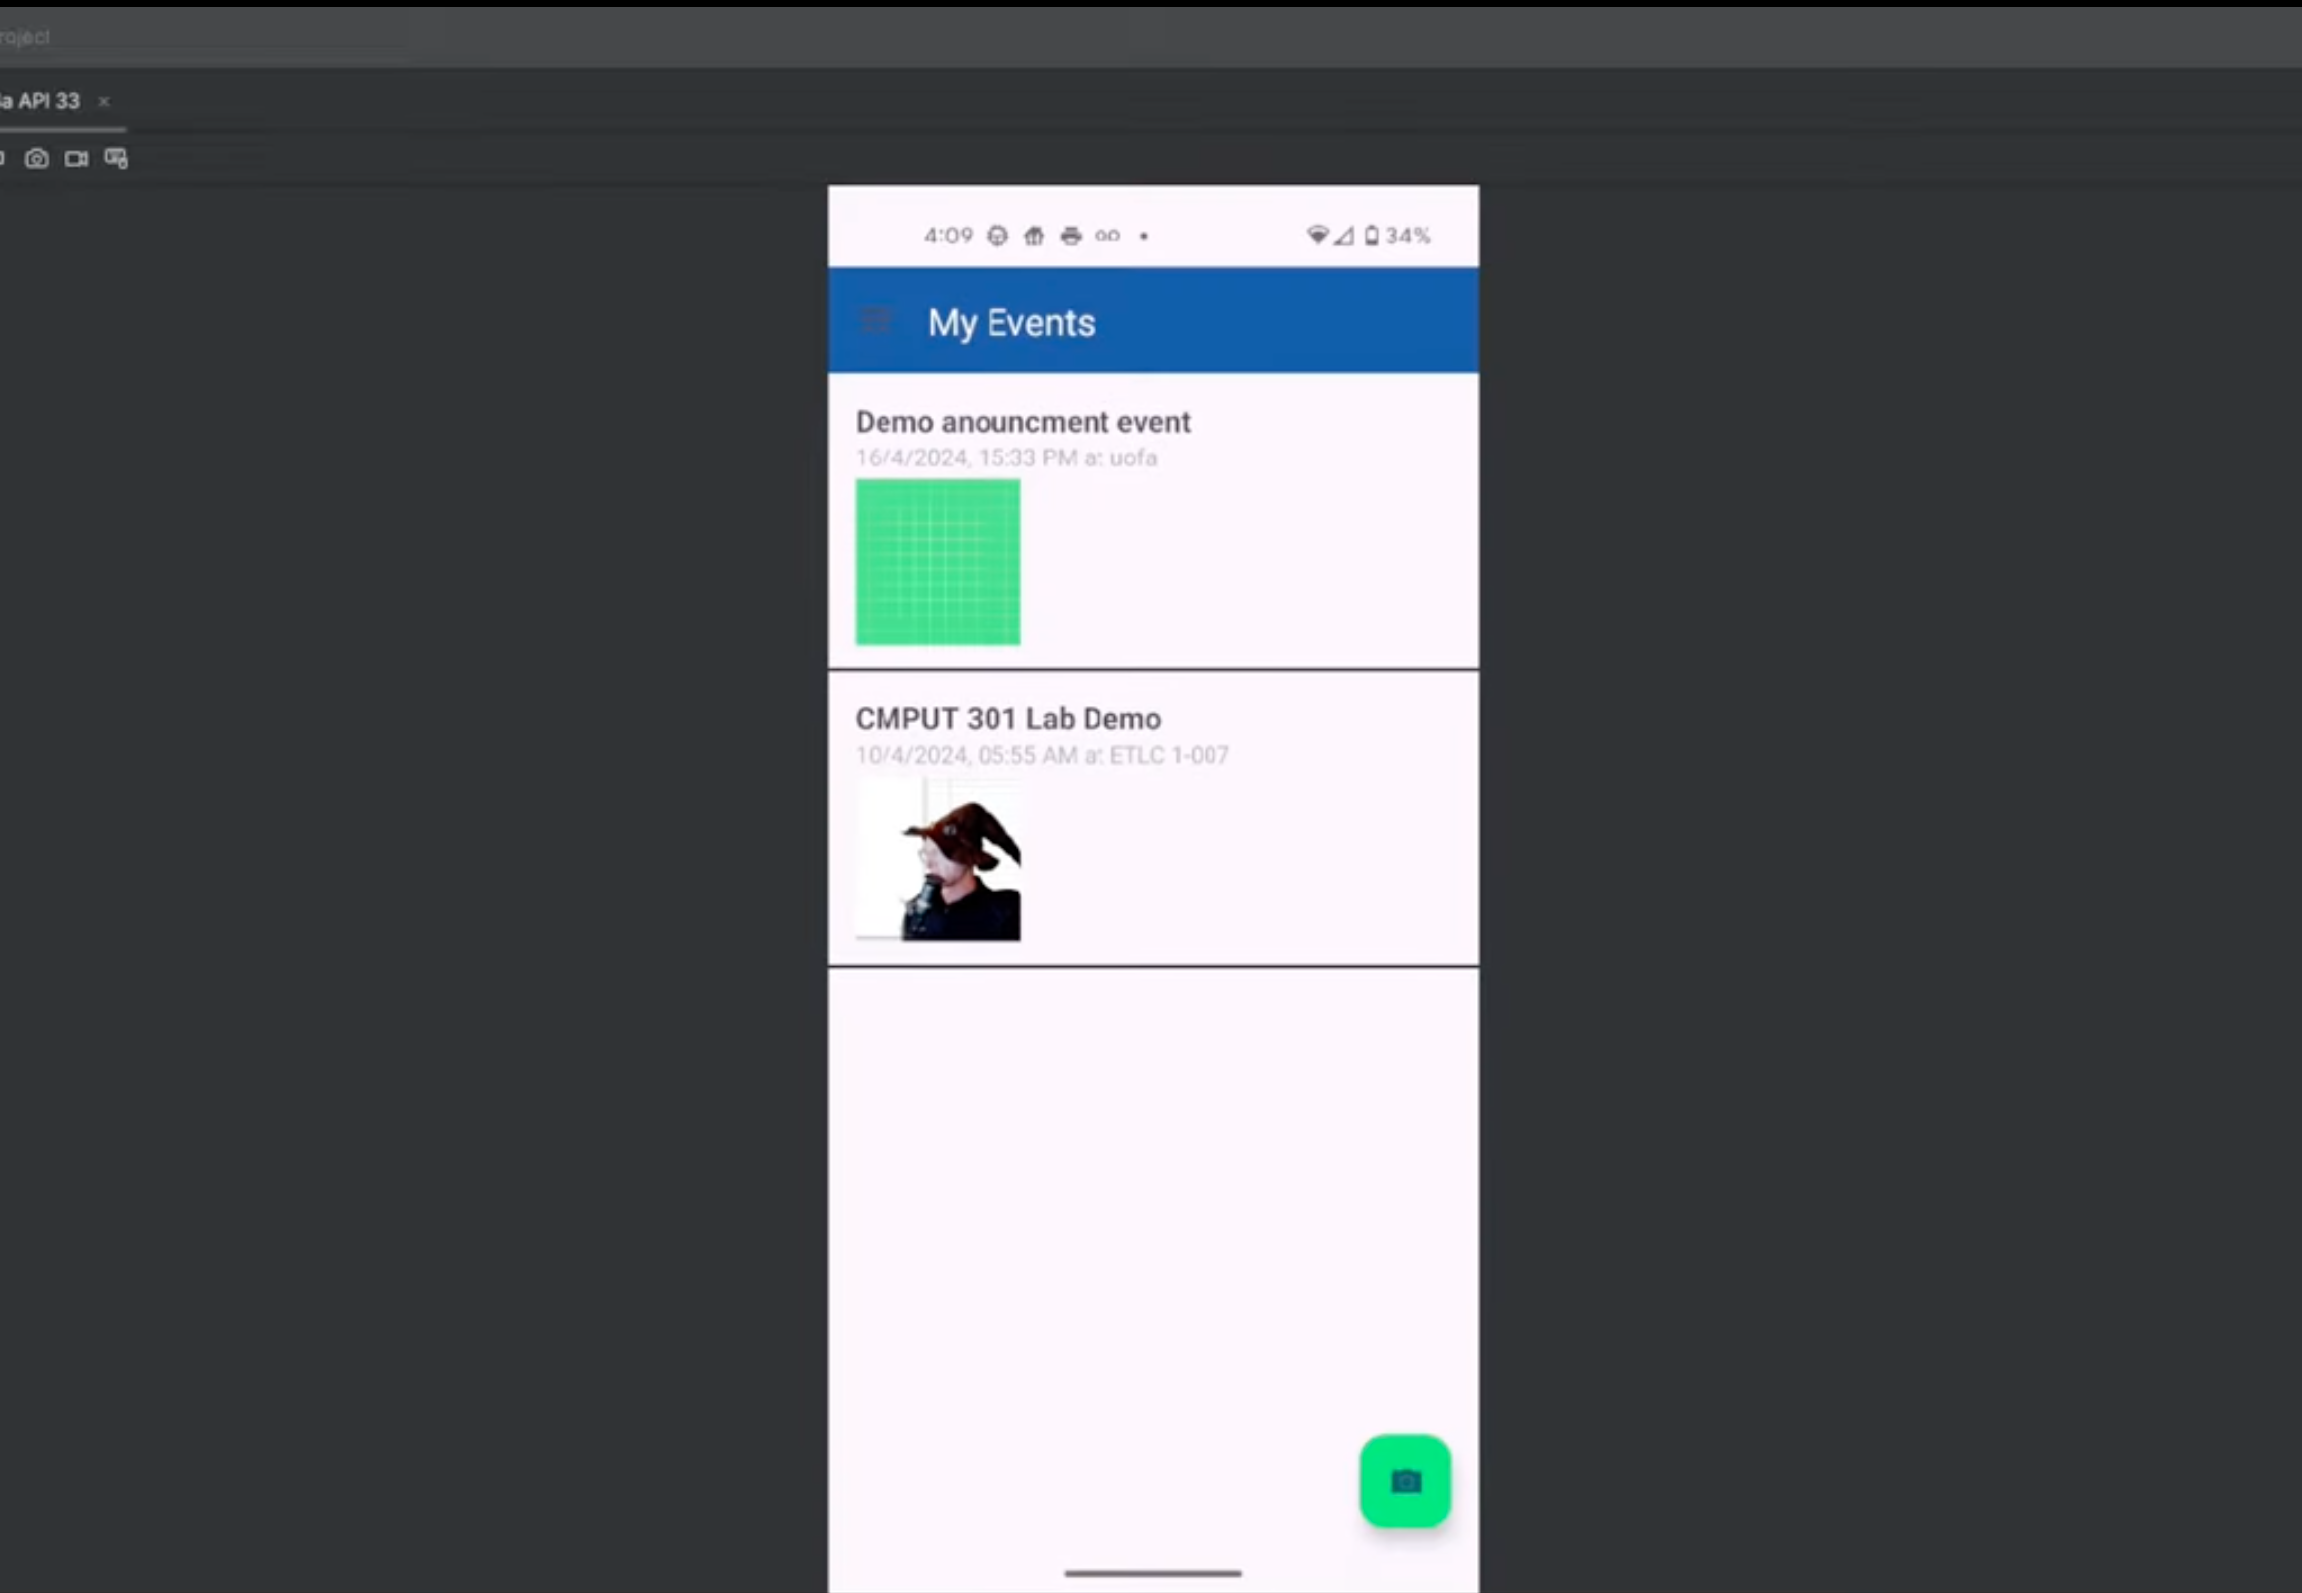 roject
a API 33
4:09 34%
My Events
Demo anouncment event
16/4/2024, 15:33 PM at uofa
CMPUT 301 Lab Demo
10/4/2024, 05:55 AM at ETLC 1-007